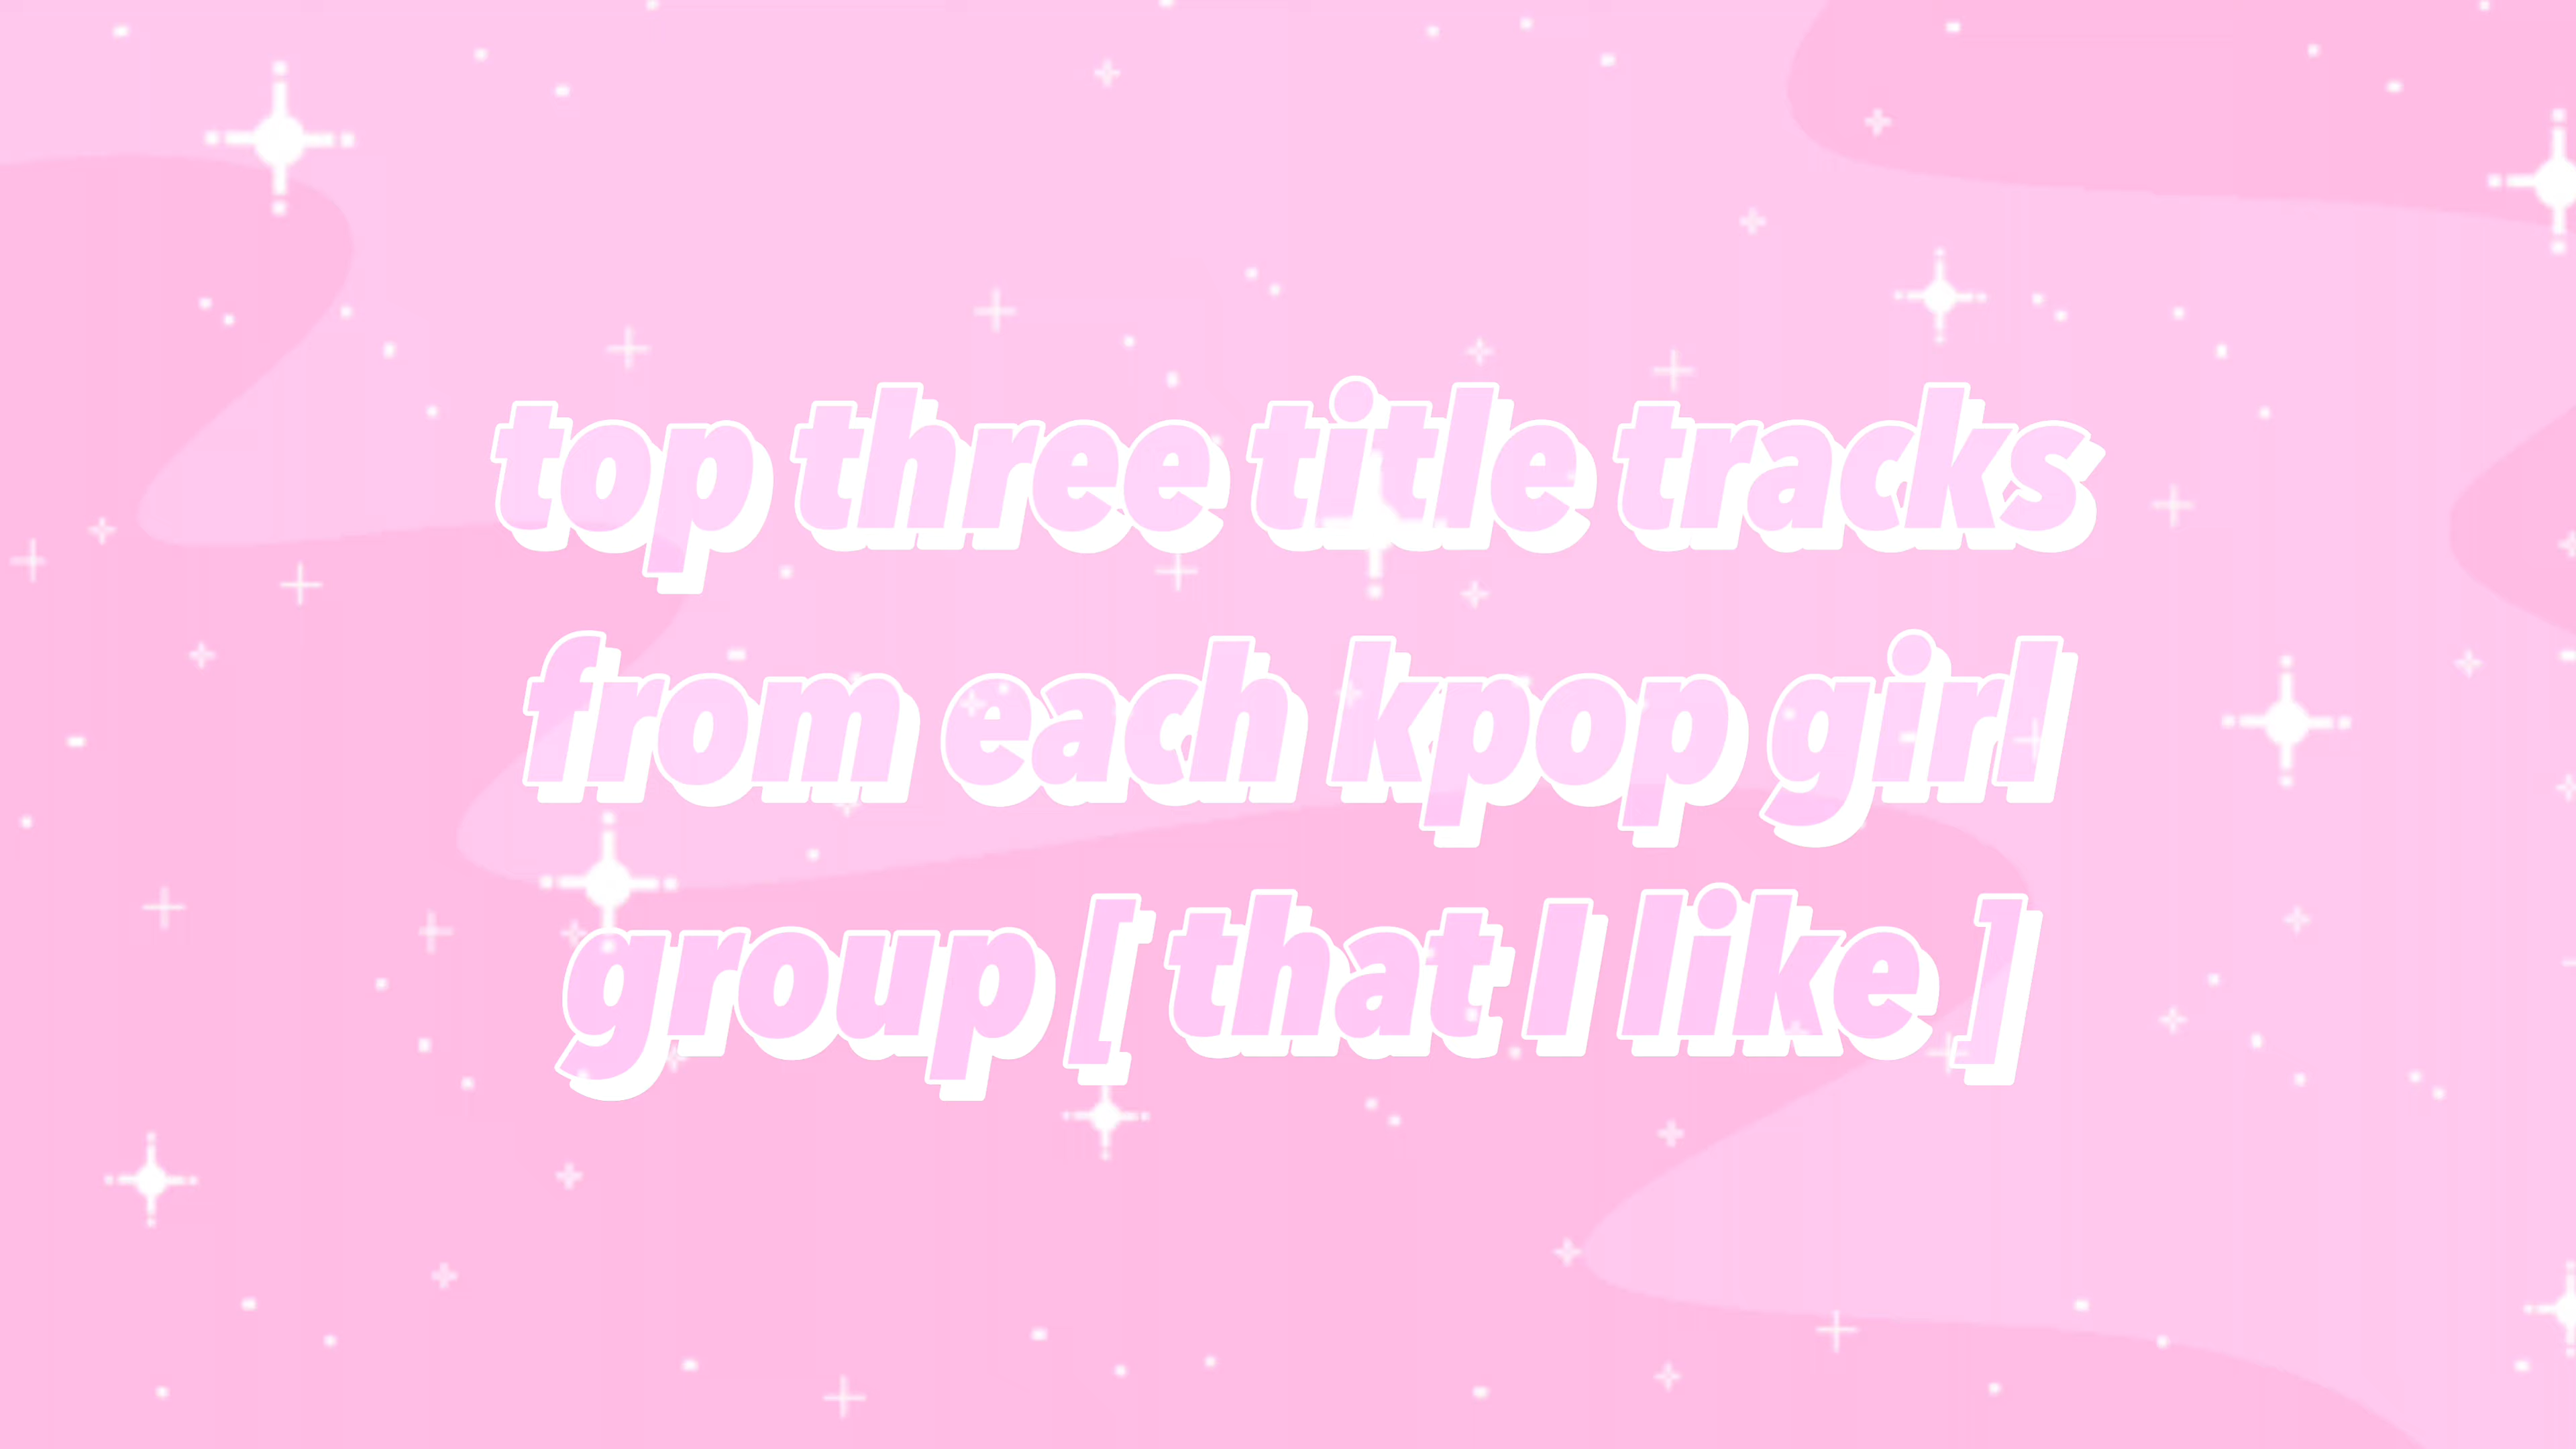 top three title tracks
from each kpop girl
group [ that I like ]